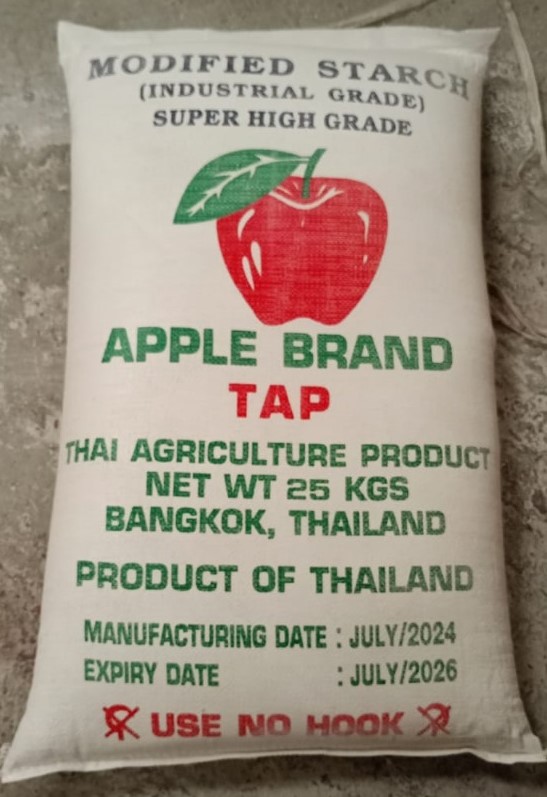 MODIFIED STARCH
(INDUSTRIAL GRADE)
SUPER HIGH GRADE
APPLE BRAND
TAP
THAI AGRICULTURE PRODUCT
NET WT 25 KGS
BANGKOK, THAILAND
PRODUCT OF THAILAND
MANUFACTURING DATE : JULY/2024
EXPIRY DATE : JULY/2026
USE NO HOOK